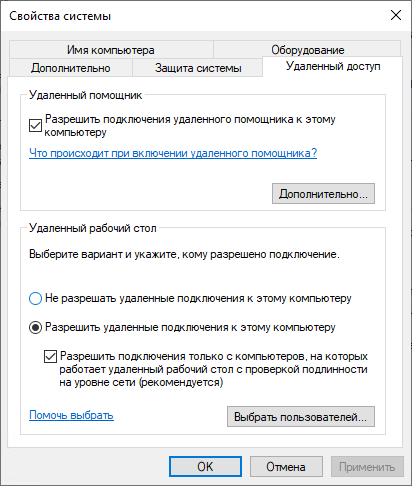 Свойства системы
Имя компьютера
Оборудование
Дополнительно
Защита системы
Удаленный доступ
Удаленный помощник
Разрешить подключения удаленного помощника к этому
компьютеру
Что происходит при включении удаленного помощника?
Дополнительно...
Удаленный рабочий стол
Выберите вариант и укажите, кому разрешено подключение.
Не разрешать удаленные подключения к этому компьютеру
Разрешить удаленные подключения к этому компьютеру
Разрешить подключения только с компьютеров, на которых
работает удаленный рабочий стол с проверкой подлинности
на уровне сети (рекомендуется)
Помочь выбрать
Выбрать пользователей...
ОК
Отмена
Применить